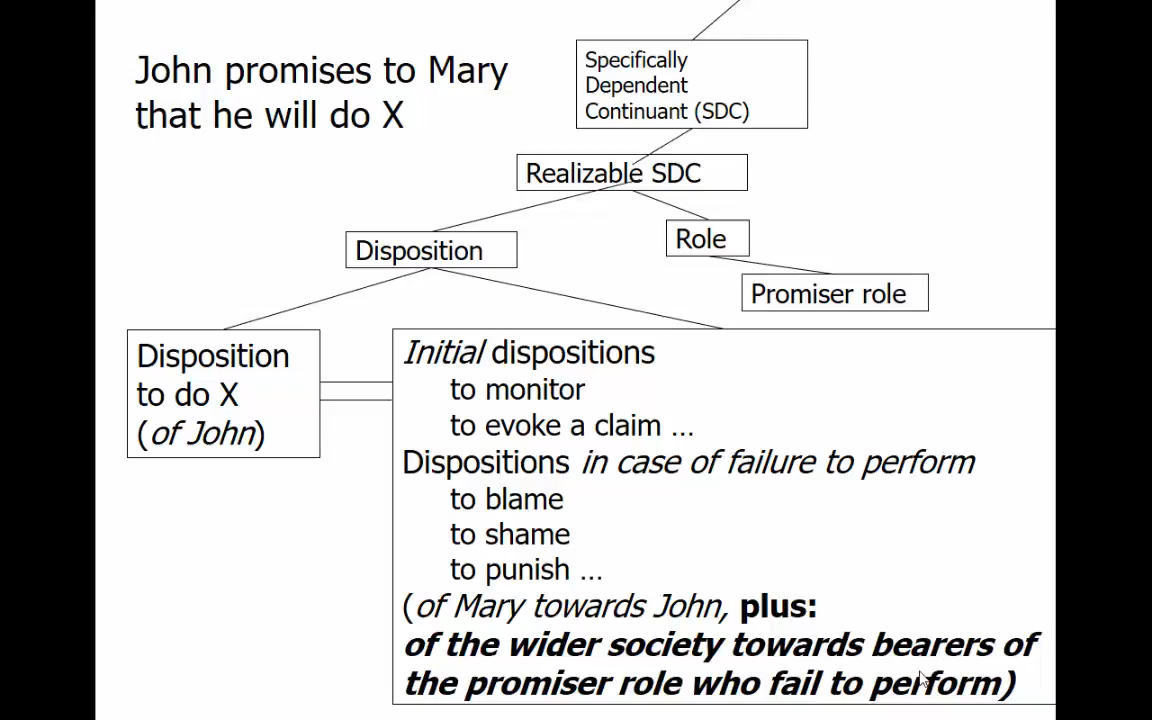 John promises to Mary
that he will do X
Specifically
Dependent
Continuant (SDC)
Realizable SDC
Role
Disposition
Promiser role
Disposition
to do X
(of John)
Initial dispositions
to monitor
to evoke a claim ...
Dispositions in case of failure to perform
to blame
to shame
to punish ...
(of Mary towards John, plus:
of the wider society towards bearers of
the promiser role who fail to perform)